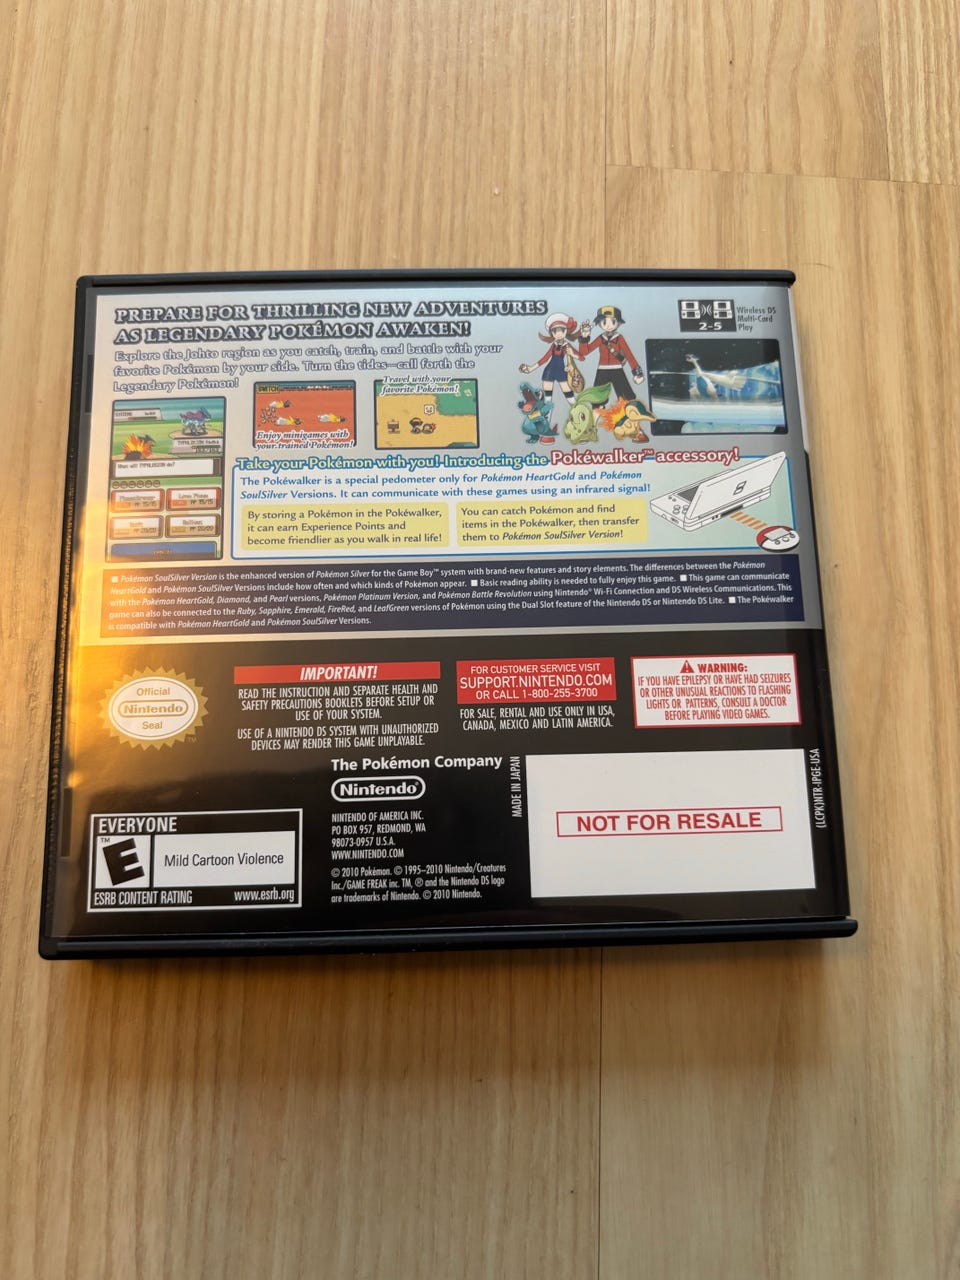 PREPARE FOR THRILLING NEW ADVENTURES
AS LEGENDARY POKÉMON AWAKEN!
Explore the Johto region as you catch, train, and battle with your
favorite Pokémon by your side. Turn the tides—call forth the
Legendary Pokémon!
Wireless DS
Multi-Card
Play
2-5
Enjoy minigames with
your trained Pokémon!
Travel with your
favorite Pokémon!
Take your Pokémon with you! Introducing the Pokéwalker™ accessory!
The Pokéwalker is a special pedometer only for Pokémon HeartGold and Pokémon
SoulSilver Versions. It can communicate with these games using an infrared signal!
By storing a Pokémon in the Pokéwalker,
it can earn Experience Points and
become friendlier as you walk in real life!
You can catch Pokémon and find
items in the Pokéwalker, then transfer
them to Pokémon SoulSilver Version!
■ Pokémon SoulSilver Version is the enhanced version of Pokémon Silver for the Game Boy™ system with brand-new features and story elements. The differences between the Pokémon
HeartGold and Pokémon SoulSilver Versions include how often and which kinds of Pokémon appear. ■ Basic reading ability is needed to fully enjoy this game. ■ This game can communicate
with the Pokémon HeartGold, Diamond, and Pearl versions, Pokémon Platinum Version, and Pokémon Battle Revolution using Nintendo® Wi-Fi Connection and DS Wireless Communications. This
game can also be connected to the Ruby, Sapphire, Emerald, FireRed, and LeafGreen versions of Pokémon using the Dual Slot feature of the Nintendo DS or Nintendo DS Lite. ■ The Pokéwalker
is compatible with Pokémon HeartGold and Pokémon SoulSilver Versions.
Official
Nintendo
Seal
TM
IMPORTANT!
READ THE INSTRUCTION AND SEPARATE HEALTH AND
SAFETY PRECAUTIONS BOOKLETS BEFORE SETUP OR
USE OF YOUR SYSTEM.
USE OF A NINTENDO DS SYSTEM WITH UNAUTHORIZED
DEVICES MAY RENDER THIS GAME UNPLAYABLE.
FOR CUSTOMER SERVICE VISIT
SUPPORT.NINTENDO.COM
OR CALL 1-800-255-3700
FOR SALE, RENTAL AND USE ONLY IN USA,
CANADA, MEXICO AND LATIN AMERICA.
WARNING:
IF YOU HAVE EPILEPSY OR HAVE HAD SEIZURES
OR OTHER UNUSUAL REACTIONS TO FLASHING
LIGHTS OR PATTERNS, CONSULT A DOCTOR
BEFORE PLAYING VIDEO GAMES.
The Pokémon Company
Nintendo®
NINTENDO OF AMERICA INC.
PO BOX 957, REDMOND, WA
98073-0957 U.S.A.
WWW.NINTENDO.COM
© 2010 Pokémon. © 1995–2010 Nintendo/Creatures
Inc./GAME FREAK inc. TM, ® and the Nintendo DS logo
are trademarks of Nintendo. © 2010 Nintendo.
MADE IN JAPAN
NOT FOR RESALE
(LCPK)NTR-IPGE-USA
EVERYONE
TM
E
Mild Cartoon Violence
ESRB CONTENT RATING www.esrb.org